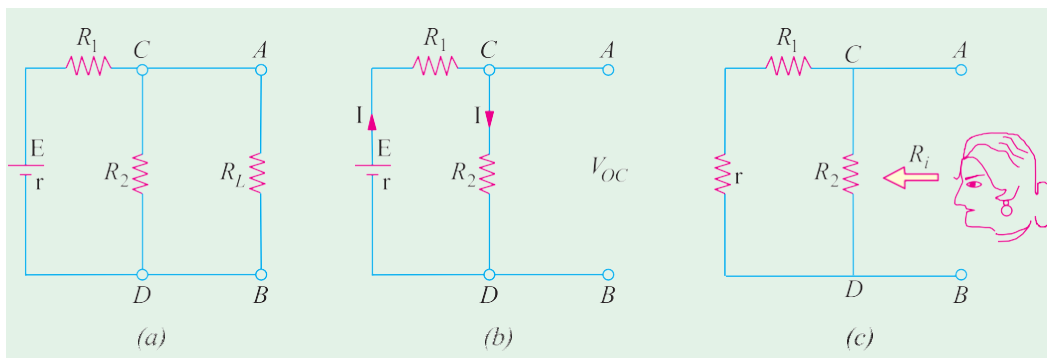 R1 C A
E
r
R2 RL
D B
(a)
R1 C A
I I
E
r
R2 VOC
D B
(b)
R1 C A
r R2 Ri
D B
(c)